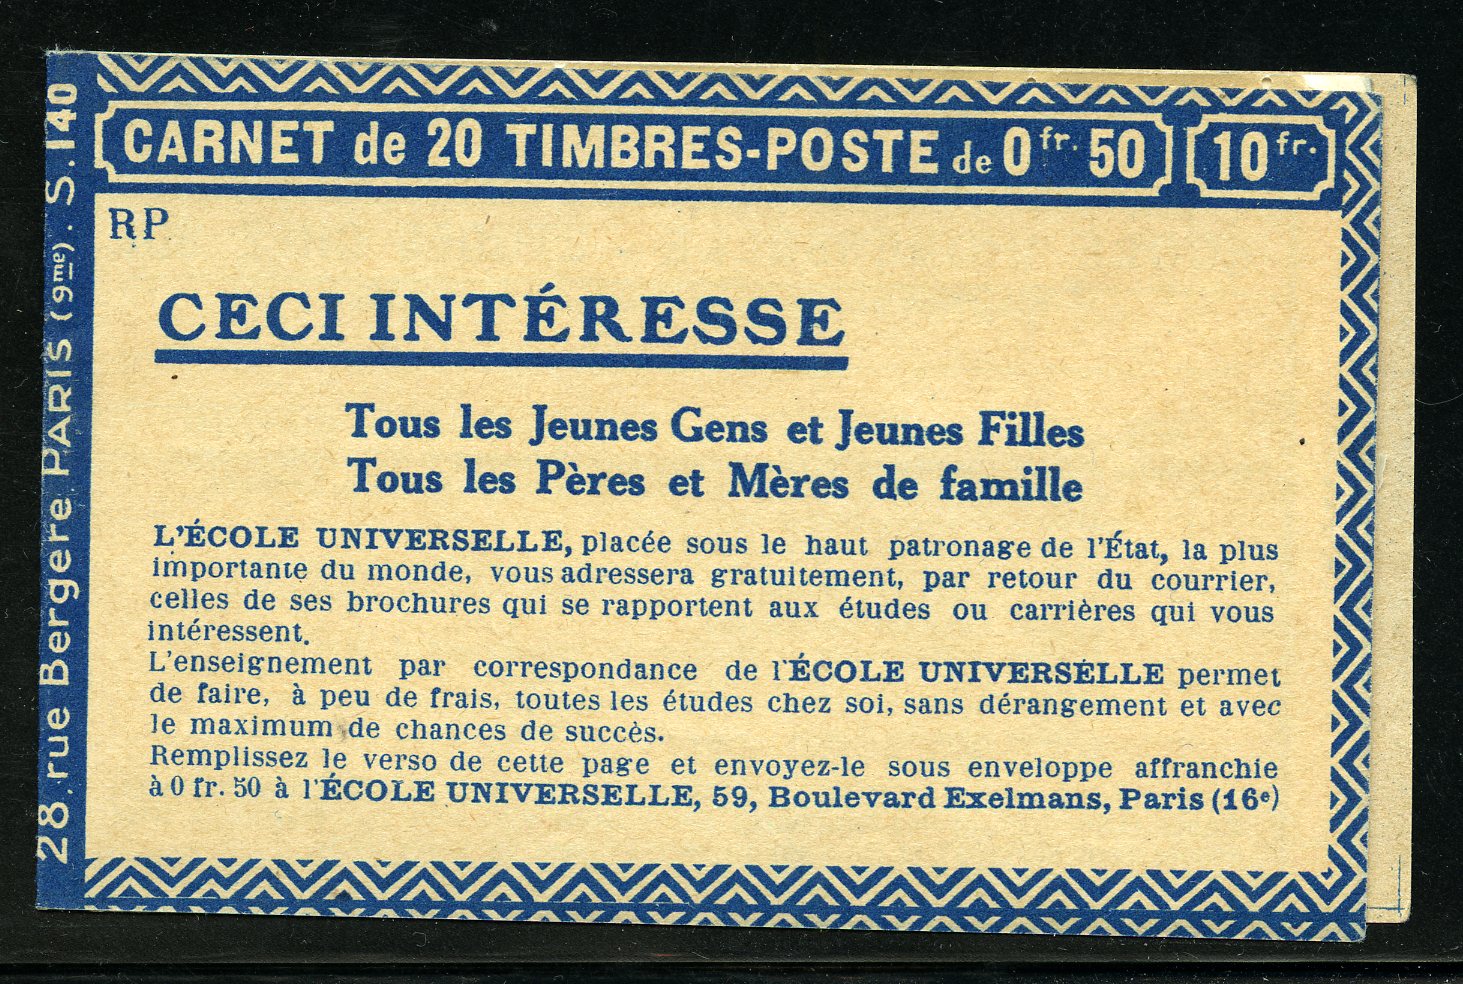 CARNET de 20 TIMBRES-POSTE de 0 fr. 50 10 fr.
RP
CECI INTÉRESSE
Tous les Jeunes Gens et Jeunes Filles
Tous les Pères et Mères de famille
L'ÉCOLE UNIVERSELLE, placée sous le haut patronage de l'État, la plus
importante du monde, vous adressera gratuitement, par retour du courrier,
celles de ses brochures qui se rapportent aux études ou carrières qui vous
intéressent.
L'enseignement par correspondance de l'ÉCOLE UNIVERSELLE permet
de faire, à peu de frais, toutes les études chez soi, sans dérangement et avec
le maximum de chances de succès.
Remplissez le verso de cette page et envoyez-le sous enveloppe affranchie
à 0 fr. 50 à l'ÉCOLE UNIVERSELLE, 59, Boulevard Exelmans, Paris (16e)
28, rue Bergère. PARIS (9me). S. 140